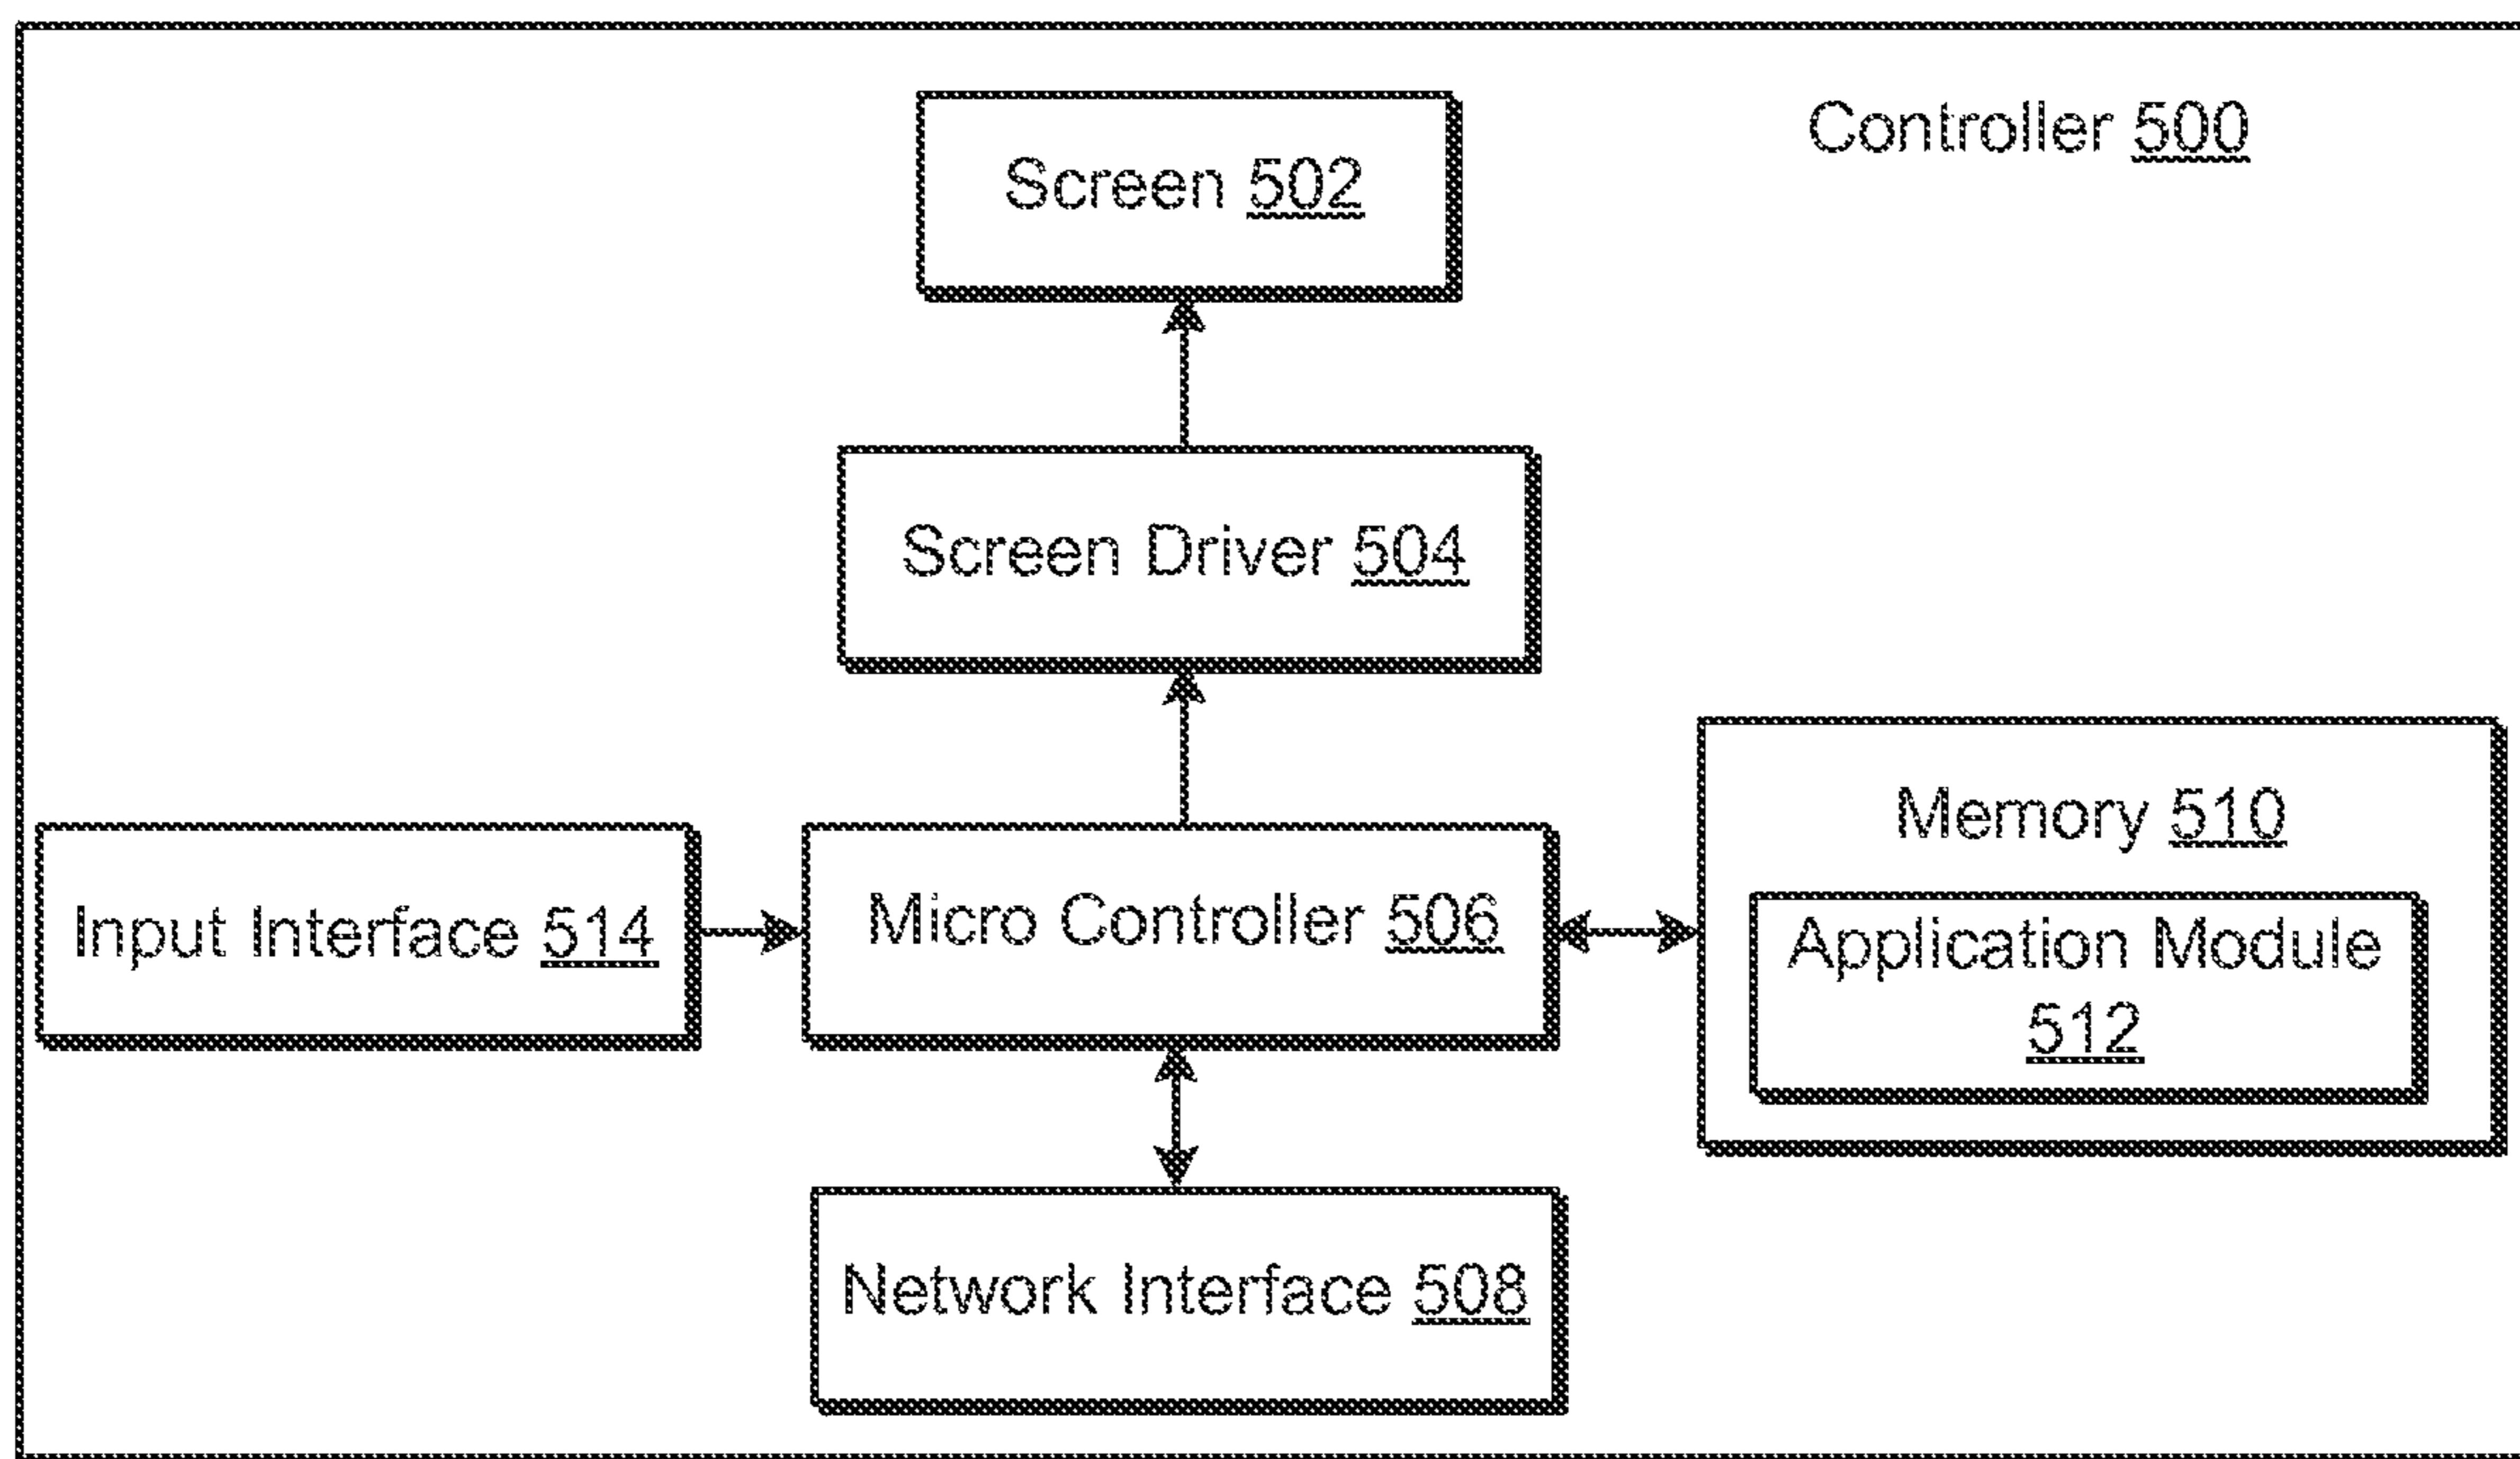 Controller 500
Screen 502
Screen Driver 504
Memory 510
Input Interface 514
Micro Controller 506
Application Module
512
Network Interface 508